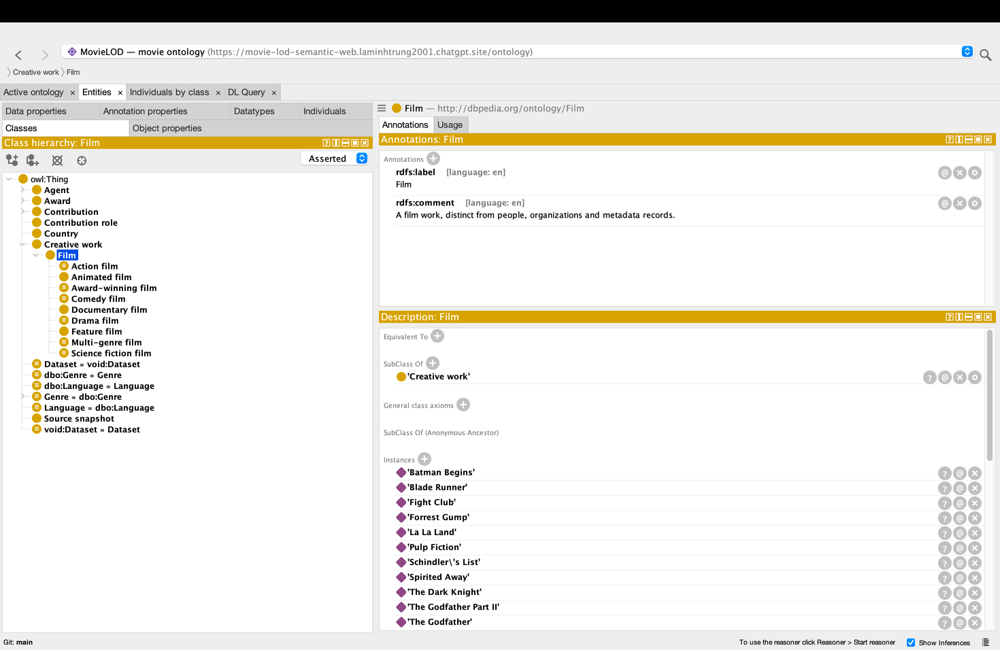 MovieLOD — movie ontology (https://movie-lod-semantic-web.laminhtrung2001.chatgpt.site/ontology)
Creative work Film
Active ontology × Entities × Individuals by class × DL Query ×
Data properties Annotation properties Datatypes Individuals
Classes Object properties
Class hierarchy: Film
Asserted
owl:Thing
Agent
Award
Contribution
Contribution role
Country
Creative work
Film
Action film
Animated film
Award-winning film
Comedy film
Documentary film
Drama film
Feature film
Multi-genre film
Science fiction film
Dataset = void:Dataset
dbo:Genre = Genre
dbo:Language = Language
Genre = dbo:Genre
Language = dbo:Language
Source snapshot
void:Dataset = Dataset
Film — http://dbpedia.org/ontology/Film
Annotations Usage
Annotations: Film
Annotations
rdfs:label [language: en]
Film
rdfs:comment [language: en]
A film work, distinct from people, organizations and metadata records.
Description: Film
Equivalent To
SubClass Of
'Creative work'
General class axioms
SubClass Of (Anonymous Ancestor)
Instances
'Batman Begins'
'Blade Runner'
'Fight Club'
'Forrest Gump'
'La La Land'
'Pulp Fiction'
'Schindler\'s List'
'Spirited Away'
'The Dark Knight'
'The Godfather Part II'
'The Godfather'
Git: main
To use the reasoner click Reasoner > Start reasoner Show Inferences